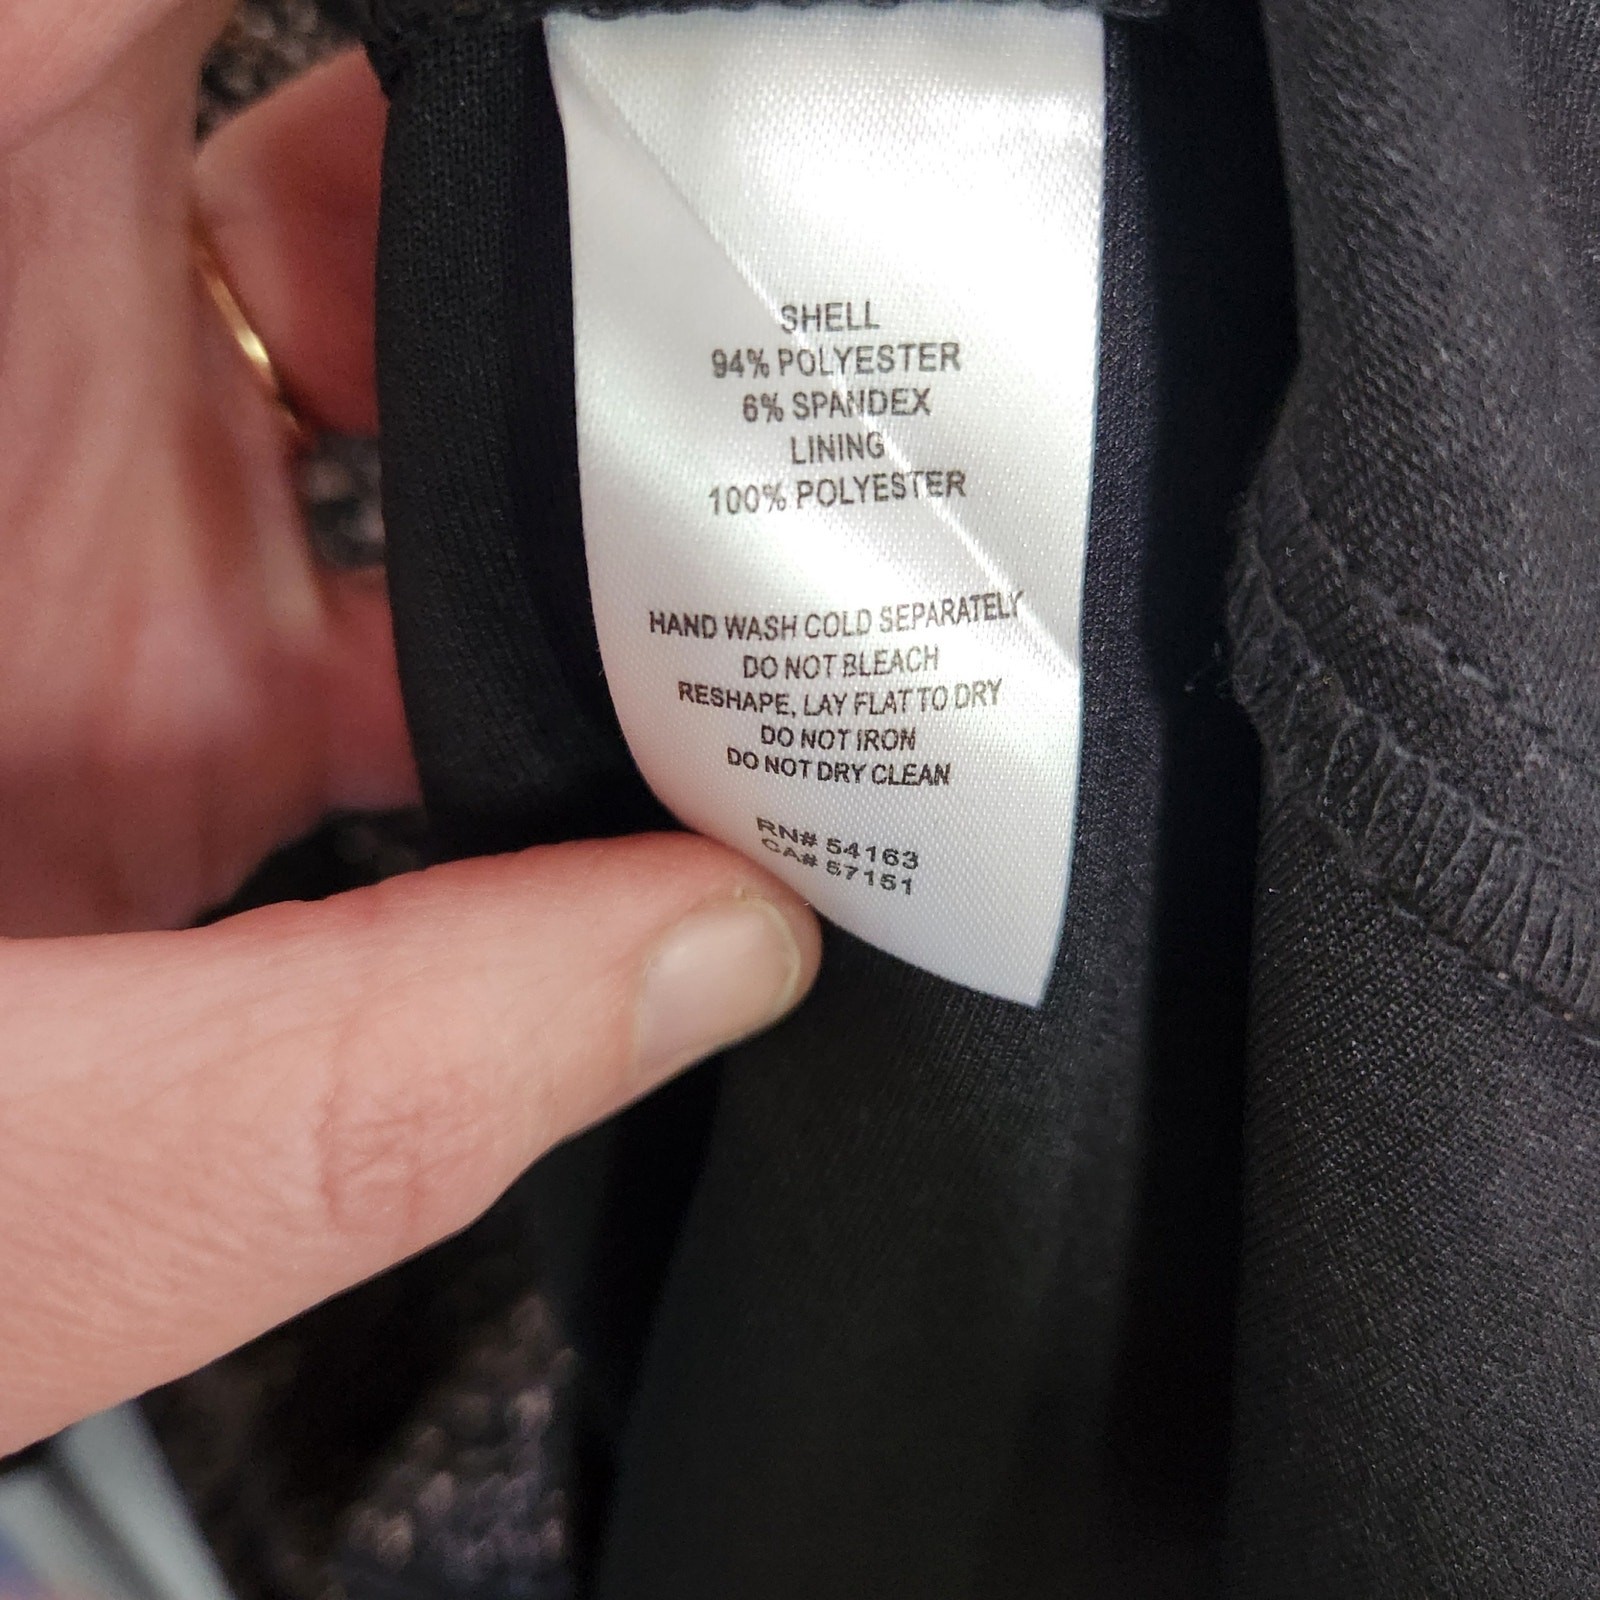 SHELL
94% POLYESTER
6% SPANDEX
LINING
100% POLYESTER
HAND WASH COLD SEPARATELY
DO NOT BLEACH
RESHAPE, LAY FLAT TO DRY
DO NOT IRON
DO NOT DRY CLEAN
RN# 54163
CA# 57151